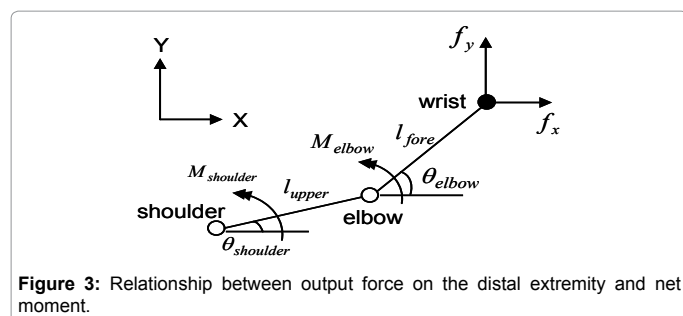 Y
X
f_y
wrist
f_x
l_fore
M_elbow
θ_elbow
elbow
M_shoulder
l_upper
shoulder
θ_shoulder
Figure 3: Relationship between output force on the distal extremity and net
moment.